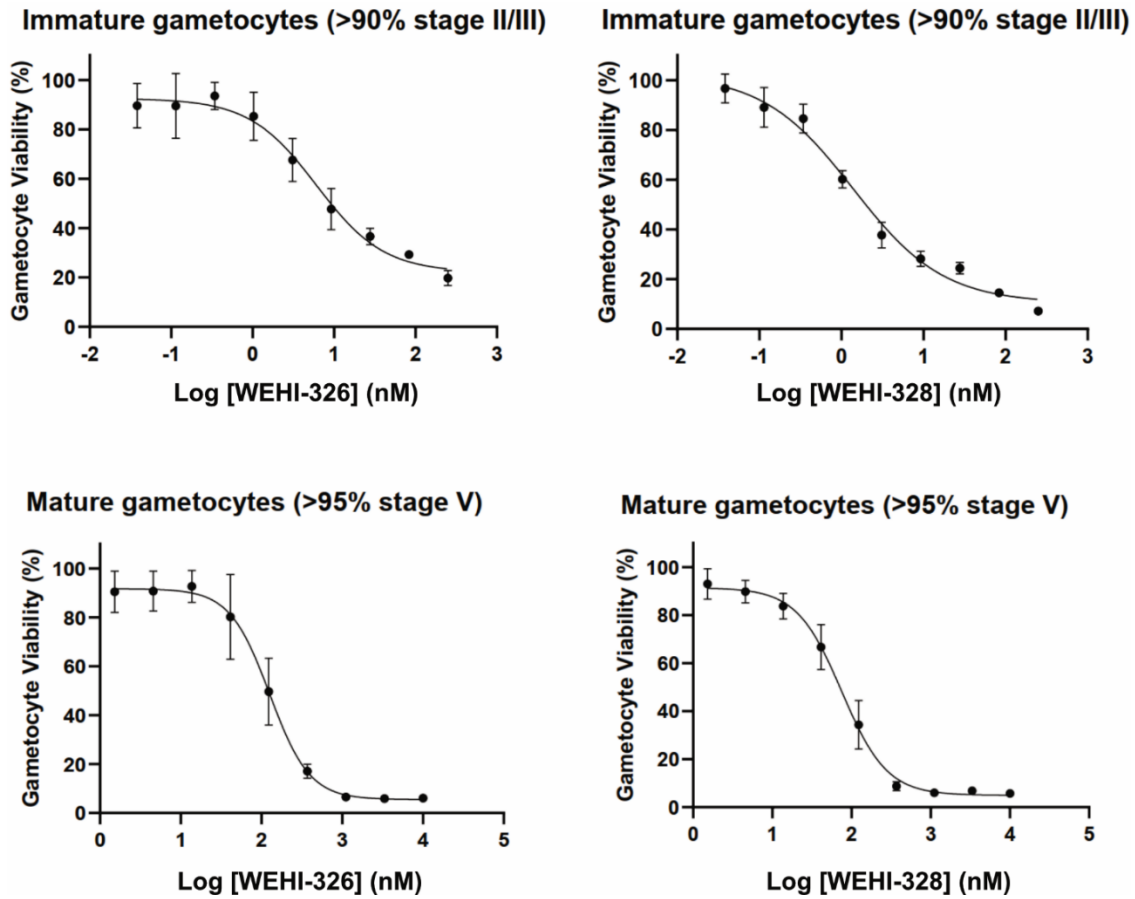 Immature gametocytes (>90% stage II/III)
Gametocyte Viability (%)
100
80
60
40
20
0
-2 -1 0 1 2 3
Log [WEHI-326] (nM)
Immature gametocytes (>90% stage II/III)
Gametocyte Viability (%)
100
80
60
40
20
0
-2 -1 0 1 2 3
Log [WEHI-328] (nM)
Mature gametocytes (>95% stage V)
Gametocyte Viability (%)
100
80
60
40
20
0
0 1 2 3 4 5
Log [WEHI-326] (nM)
Mature gametocytes (>95% stage V)
Gametocyte Viability (%)
100
80
60
40
20
0
0 1 2 3 4 5
Log [WEHI-328] (nM)